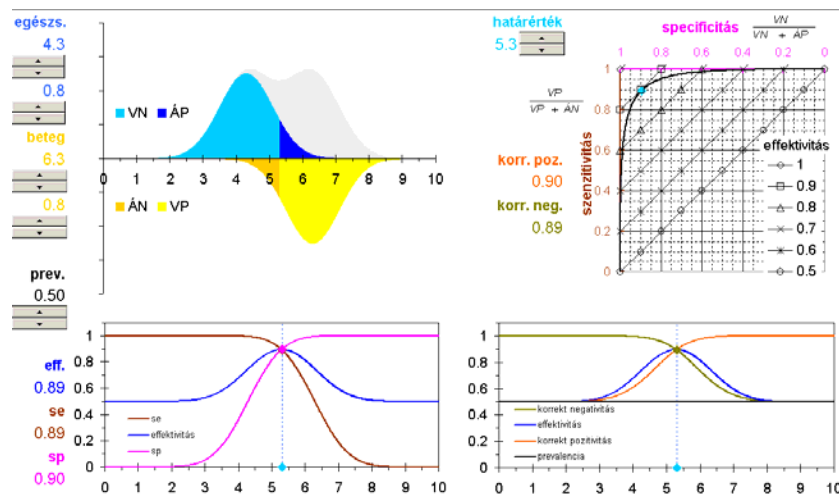 egészs.
4.3
0.8
beteg
6.3
0.8
prev.
0.50
VN ÁP
ÁN VP
0 1 2 3 4 5 6 7 8 9 10
határérték
5.3
specificitás VN
VN + ÁP
1 0.8 0.6 0.4 0.2 0
VP
VP + ÁN
korr. poz.
0.90
korr. neg.
0.89
szenzitivitás
1
0.8
0.6
0.4
0.2
0
effektivitás
1
0.9
0.8
0.7
0.6
0.5
eff.
0.89
se
0.89
sp
0.90
1
0.8
0.6
0.4
0.2
0
se
effektivitás
sp
0 1 2 3 4 5 6 7 8 9 10
1
0.8
0.6
0.4
0.2
0
korrekt negativitás
effektivitás
korrekt pozitivitás
prevalencia
0 1 2 3 4 5 6 7 8 9 10